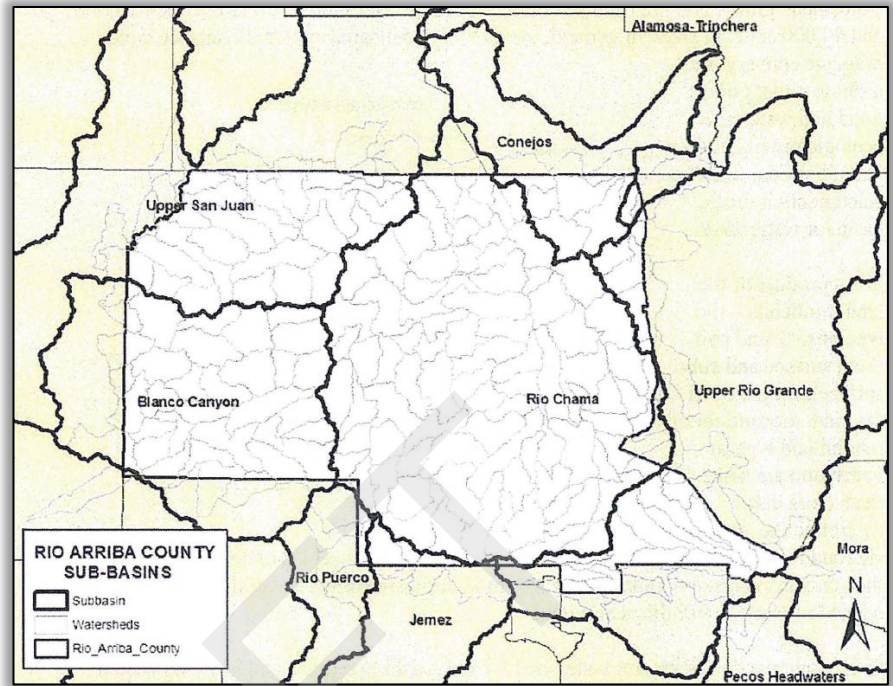 Alamosa-Trinchera
Conejos
Upper San Juan
Blanco Canyon
Rio Chama
Upper Rio Grande
Mora
Rio Puerco
Jemez
Pecos Headwaters
N
RIO ARRIBA COUNTY
SUB-BASINS
Subbasin
Watersheds
Rio_Arriba_County